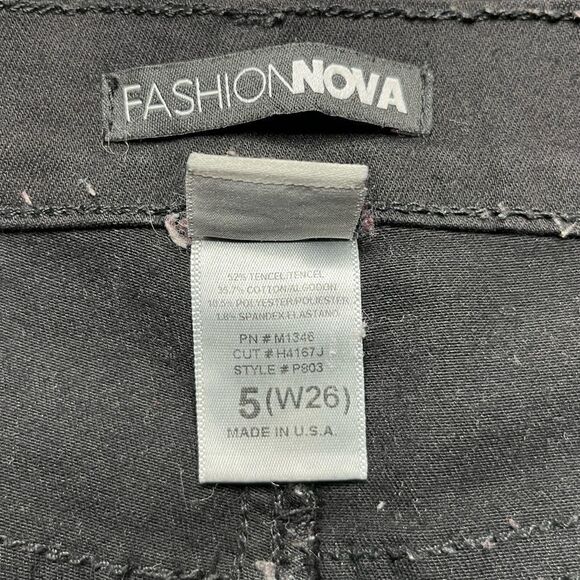 FASHIONNOVA
52% TENCEL/TENCEL
35.7% COTTON/ALGODON
10.5% POLYESTER/POLIESTER
1.8% SPANDEX/ELASTANO
PN # M1346
CUT # H4167J
STYLE # P803
5 (W26)
MADE IN U.S.A